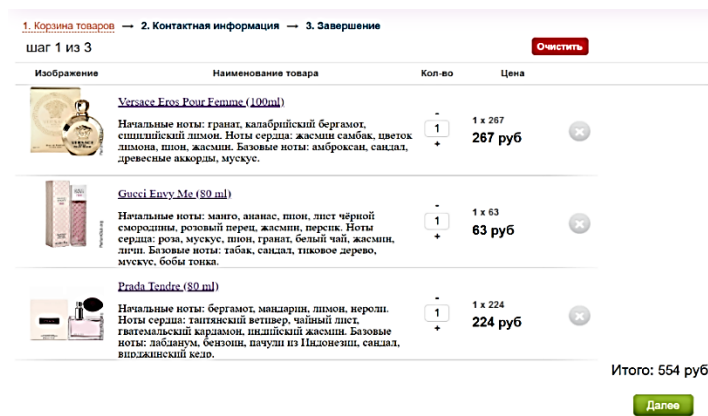 1. Корзина товаров → 2. Контактная информация → 3. Завершение
шаг 1 из 3
Очистить
Изображение Наименование товара Кол-во Цена
Versace Eros Pour Femme (100ml)
Начальные ноты: гранат, калабрийский бергамот,
сицилийский лимон. Ноты сердца: жасмин самбак, цветок
лимона, пион, жасмин. Базовые ноты: амброксан, сандал,
древесные аккорды, мускус.
-
1
+
1 x 267
267 руб
Gucci Envy Me (80 ml)
Начальные ноты: манго, ананас, пион, лист чёрной
смородины, розовый перец, жасмин, персик. Ноты
сердца: роза, мускус, пион, гранат, белый чай, жасмин,
личи. Базовые ноты: табак, сандал, тиковое дерево,
мускус, бобы тонка.
-
1
+
1 x 63
63 руб
Prada Tendre (80 ml)
Начальные ноты: бергамот, мандарин, лимон, нероли.
Ноты сердца: таитянский ветивер, чайный лист,
гватемальский кардамон, индийский жасмин. Базовые
ноты: лабданум, бензоин, пачули из Индонезии, сандал,
вирджинский кедр.
-
1
+
1 x 224
224 руб
Итого: 554 руб
Далее